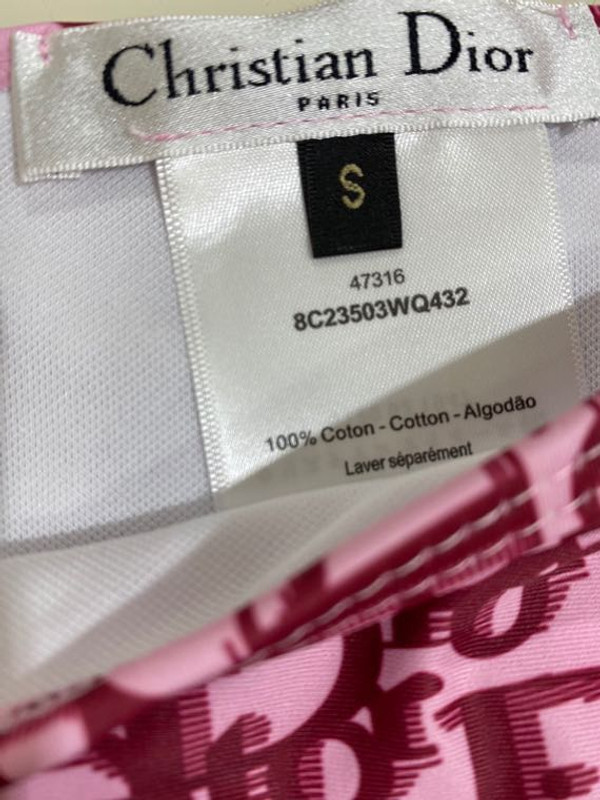 Christian Dior
PARIS
S
47316
8C23503WQ432
100% Coton - Cotton - Algodão
Laver séparément